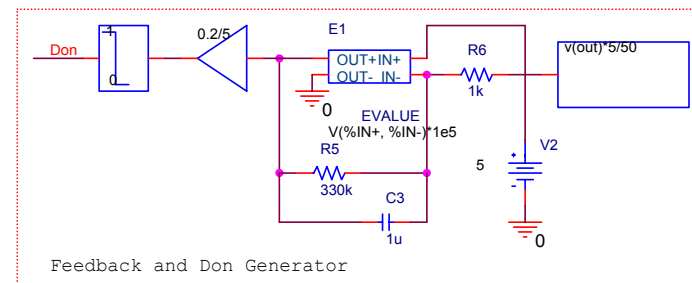 Don
1
0
0.2/5
E1
OUT+ IN+
OUT- IN-
0
EVALUE
V(%IN+, %IN-)*1e5
R6
1k
v(out)*5/50
R5
330k
C3
1u
V2
5
+
-
0
Feedback and Don Generator